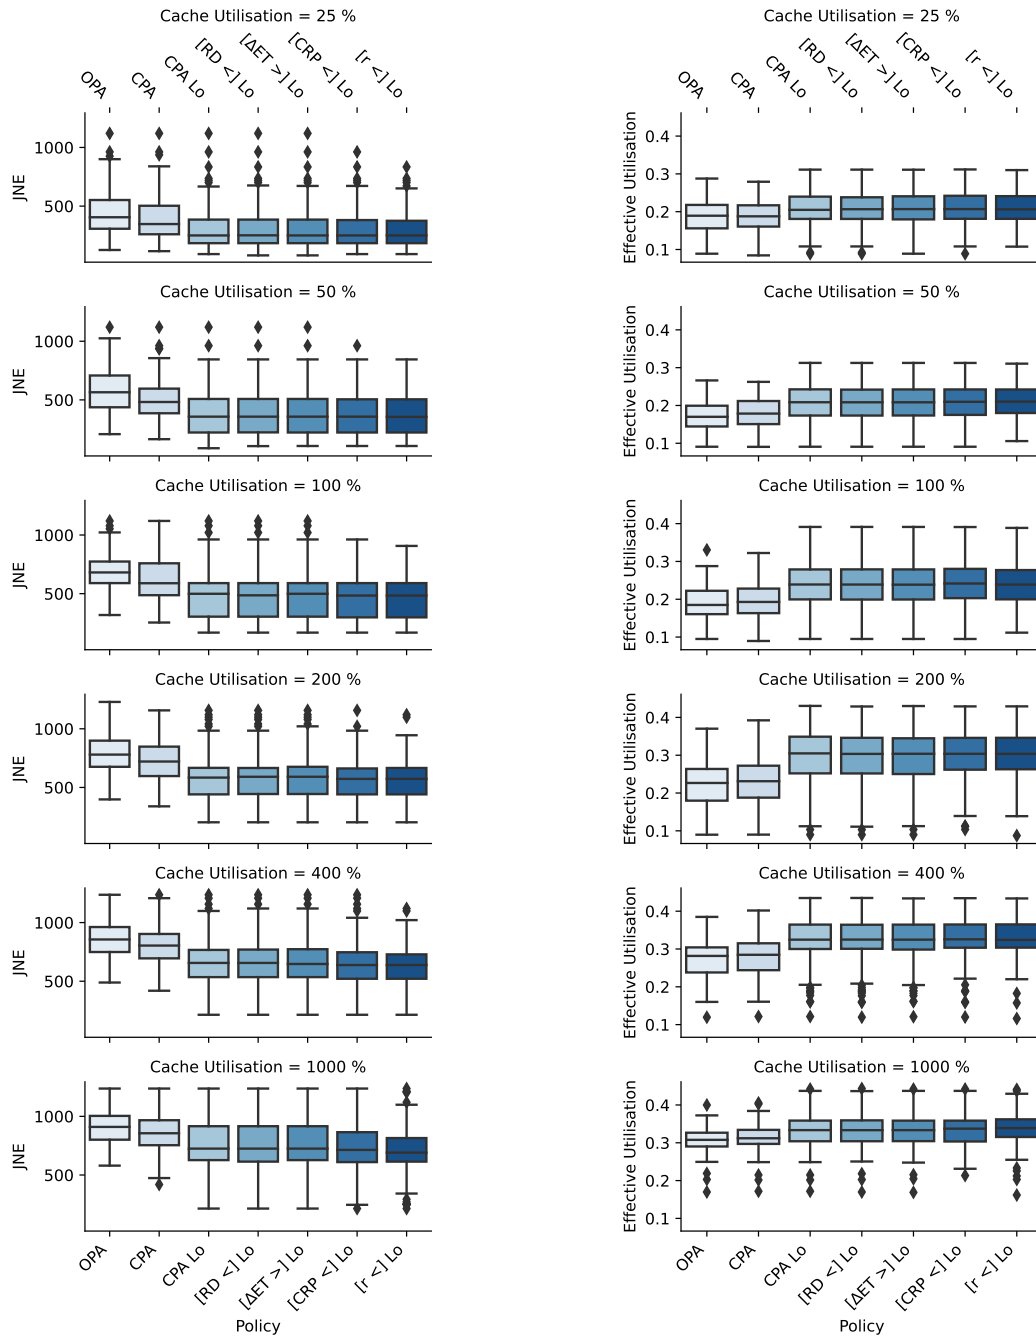 Cache Utilisation = 25 %
OPA
CPA
CPA Lo
[RD <] Lo
[ΔET >] Lo
[CRP <] Lo
[r <] Lo
1000
500
JNE
Cache Utilisation = 50 %
1000
500
JNE
Cache Utilisation = 100 %
1000
500
JNE
Cache Utilisation = 200 %
1000
500
JNE
Cache Utilisation = 400 %
1000
500
JNE
Cache Utilisation = 1000 %
1000
500
JNE
OPA
CPA
CPA Lo
[RD <] Lo
[ΔET >] Lo
[CRP <] Lo
[r <] Lo
Policy
Cache Utilisation = 25 %
OPA
CPA
CPA Lo
[RD <] Lo
[ΔET >] Lo
[CRP <] Lo
[r <] Lo
0.4
0.3
0.2
0.1
Effective Utilisation
Cache Utilisation = 50 %
0.4
0.3
0.2
0.1
Effective Utilisation
Cache Utilisation = 100 %
0.4
0.3
0.2
0.1
Effective Utilisation
Cache Utilisation = 200 %
0.4
0.3
0.2
0.1
Effective Utilisation
Cache Utilisation = 400 %
0.4
0.3
0.2
0.1
Effective Utilisation
Cache Utilisation = 1000 %
0.4
0.3
0.2
0.1
Effective Utilisation
OPA
CPA
CPA Lo
[RD <] Lo
[ΔET >] Lo
[CRP <] Lo
[r <] Lo
Policy